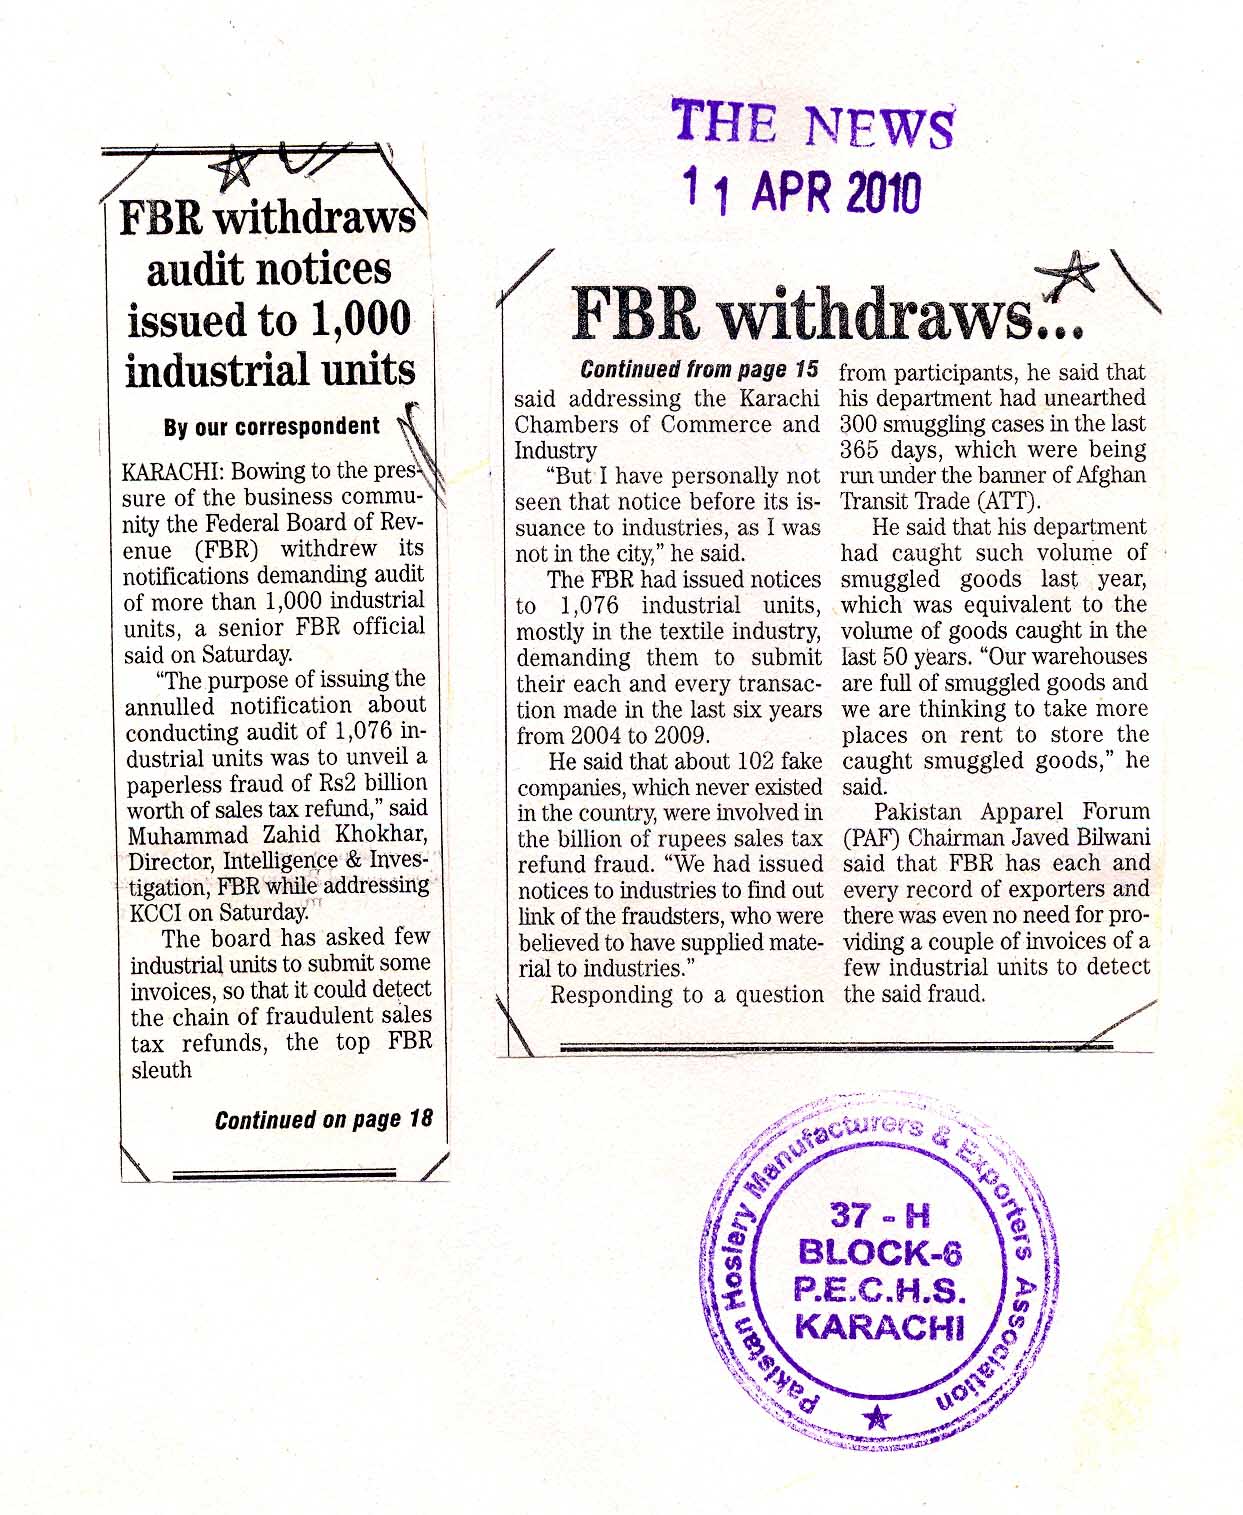 THE NEWS
11 APR 2010
FBR withdraws
audit notices
issued to 1,000
industrial units
By our correspondent
KARACHI: Bowing to the pres-
sure of the business commu-
nity the Federal Board of Rev-
enue (FBR) withdrew its
notifications demanding audit
of more than 1,000 industrial
units, a senior FBR official
said on Saturday.
“The purpose of issuing the
annulled notification about
conducting audit of 1,076 in-
dustrial units was to unveil a
paperless fraud of Rs2 billion
worth of sales tax refund,” said
Muhammad Zahid Khokhar,
Director, Intelligence & Inves-
tigation, FBR while addressing
KCCI on Saturday.
The board has asked few
industrial units to submit some
invoices, so that it could detect
the chain of fraudulent sales
tax refunds, the top FBR
sleuth
Continued on page 18
FBR withdraws...
Continued from page 15
said addressing the Karachi
Chambers of Commerce and
Industry
“But I have personally not
seen that notice before its is-
suance to industries, as I was
not in the city,” he said.
The FBR had issued notices
to 1,076 industrial units,
mostly in the textile industry,
demanding them to submit
their each and every transac-
tion made in the last six years
from 2004 to 2009.
He said that about 102 fake
companies, which never existed
in the country, were involved in
the billion of rupees sales tax
refund fraud. “We had issued
notices to industries to find out
link of the fraudsters, who were
believed to have supplied mate-
rial to industries.”
Responding to a question
from participants, he said that
his department had unearthed
300 smuggling cases in the last
365 days, which were being
run under the banner of Afghan
Transit Trade (ATT).
He said that his department
had caught such volume of
smuggled goods last year,
which was equivalent to the
volume of goods caught in the
last 50 years. “Our warehouses
are full of smuggled goods and
we are thinking to take more
places on rent to store the
caught smuggled goods,” he
said.
Pakistan Apparel Forum
(PAF) Chairman Javed Bilwani
said that FBR has each and
every record of exporters and
there was even no need for pro-
viding a couple of invoices of a
few industrial units to detect
the said fraud.
Pakistan Hosiery Manufacturers & Exporters Association
37 - H
BLOCK-6
P.E.C.H.S.
KARACHI